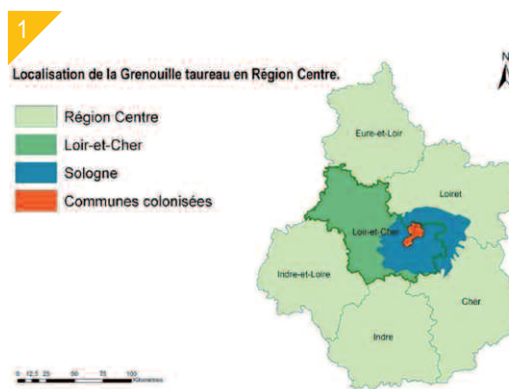 1
Localisation de la Grenouille taureau en Région Centre.
N
Région Centre
Loir-et-Cher
Sologne
Communes colonisées
Eure-et-Loir
Loiret
Loir-et-Cher
Indre-et-Loire
Cher
Indre
0 12,5 25 50 75 100
Kilomètres